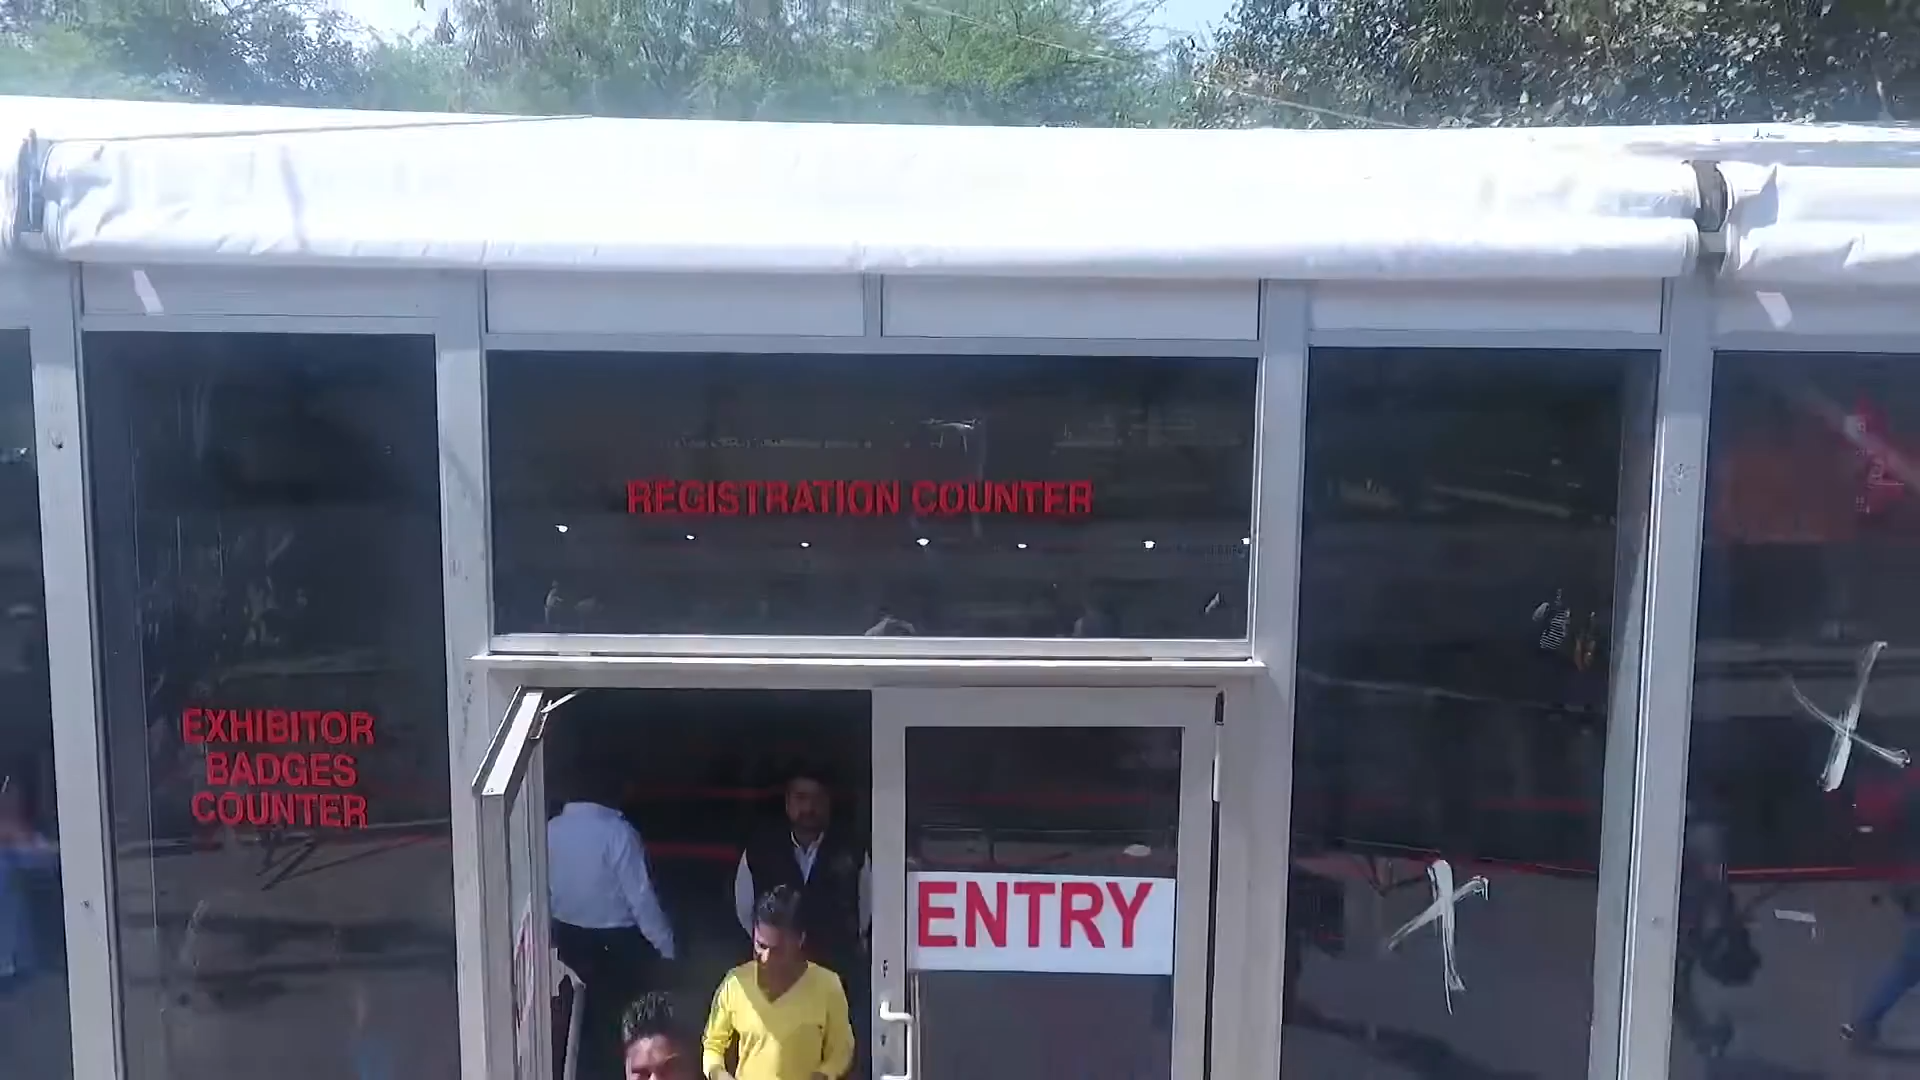 REGISTRATION COUNTER
EXHIBITOR
BADGES
COUNTER
ENTRY